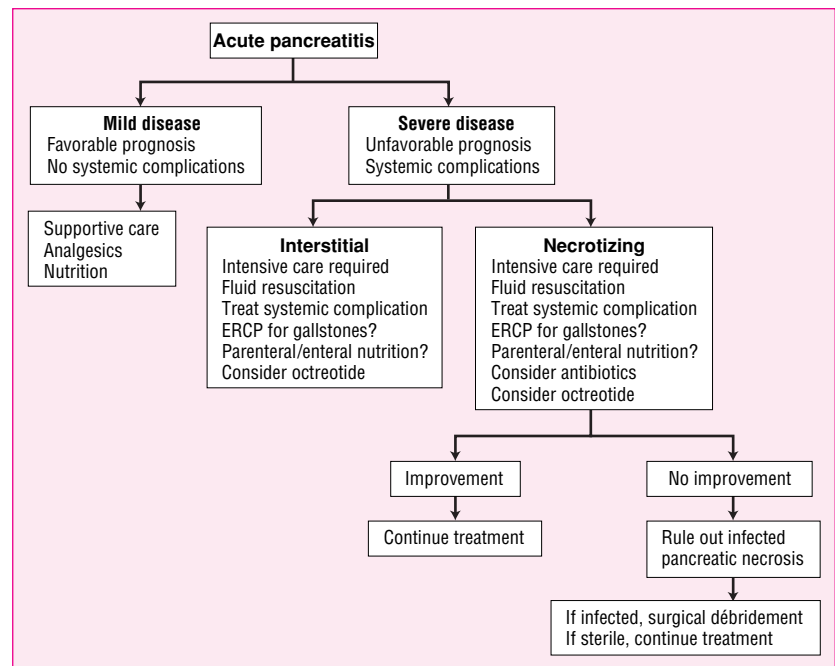 Acute pancreatitis
Mild disease
Favorable prognosis
No systemic complications
Severe disease
Unfavorable prognosis
Systemic complications
Supportive care
Analgesics
Nutrition
Interstitial
Intensive care required
Fluid resuscitation
Treat systemic complication
ERCP for gallstones?
Parenteral/enteral nutrition?
Consider octreotide
Necrotizing
Intensive care required
Fluid resuscitation
Treat systemic complication
ERCP for gallstones?
Parenteral/enteral nutrition?
Consider antibiotics
Consider octreotide
Improvement
No improvement
Continue treatment
Rule out infected
pancreatic necrosis
If infected, surgical débridement
If sterile, continue treatment